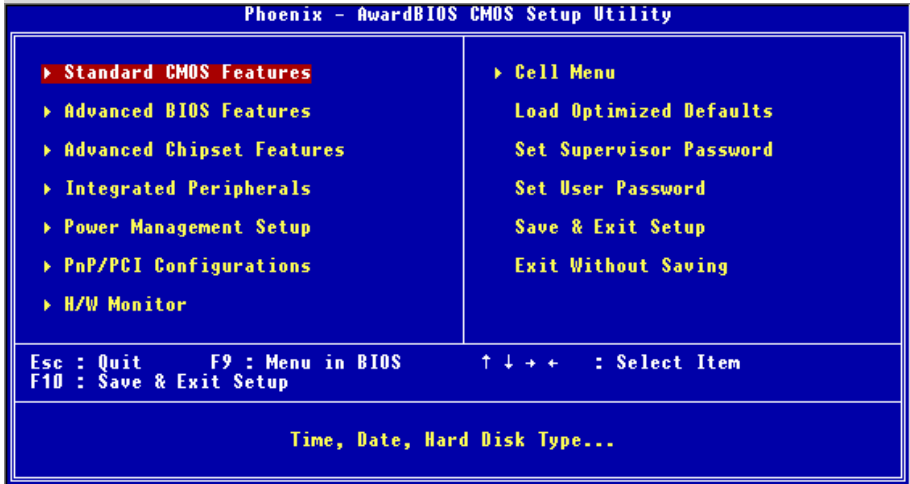 Phoenix - AwardBIOS CMOS Setup Utility
▸ Standard CMOS Features
▸ Advanced BIOS Features
▸ Advanced Chipset Features
▸ Integrated Peripherals
▸ Power Management Setup
▸ PnP/PCI Configurations
▸ H/W Monitor
▸ Cell Menu
Load Optimized Defaults
Set Supervisor Password
Set User Password
Save & Exit Setup
Exit Without Saving
Esc : Quit F9 : Menu in BIOS ↑ ↓ → ← : Select Item
F10 : Save & Exit Setup
Time, Date, Hard Disk Type...